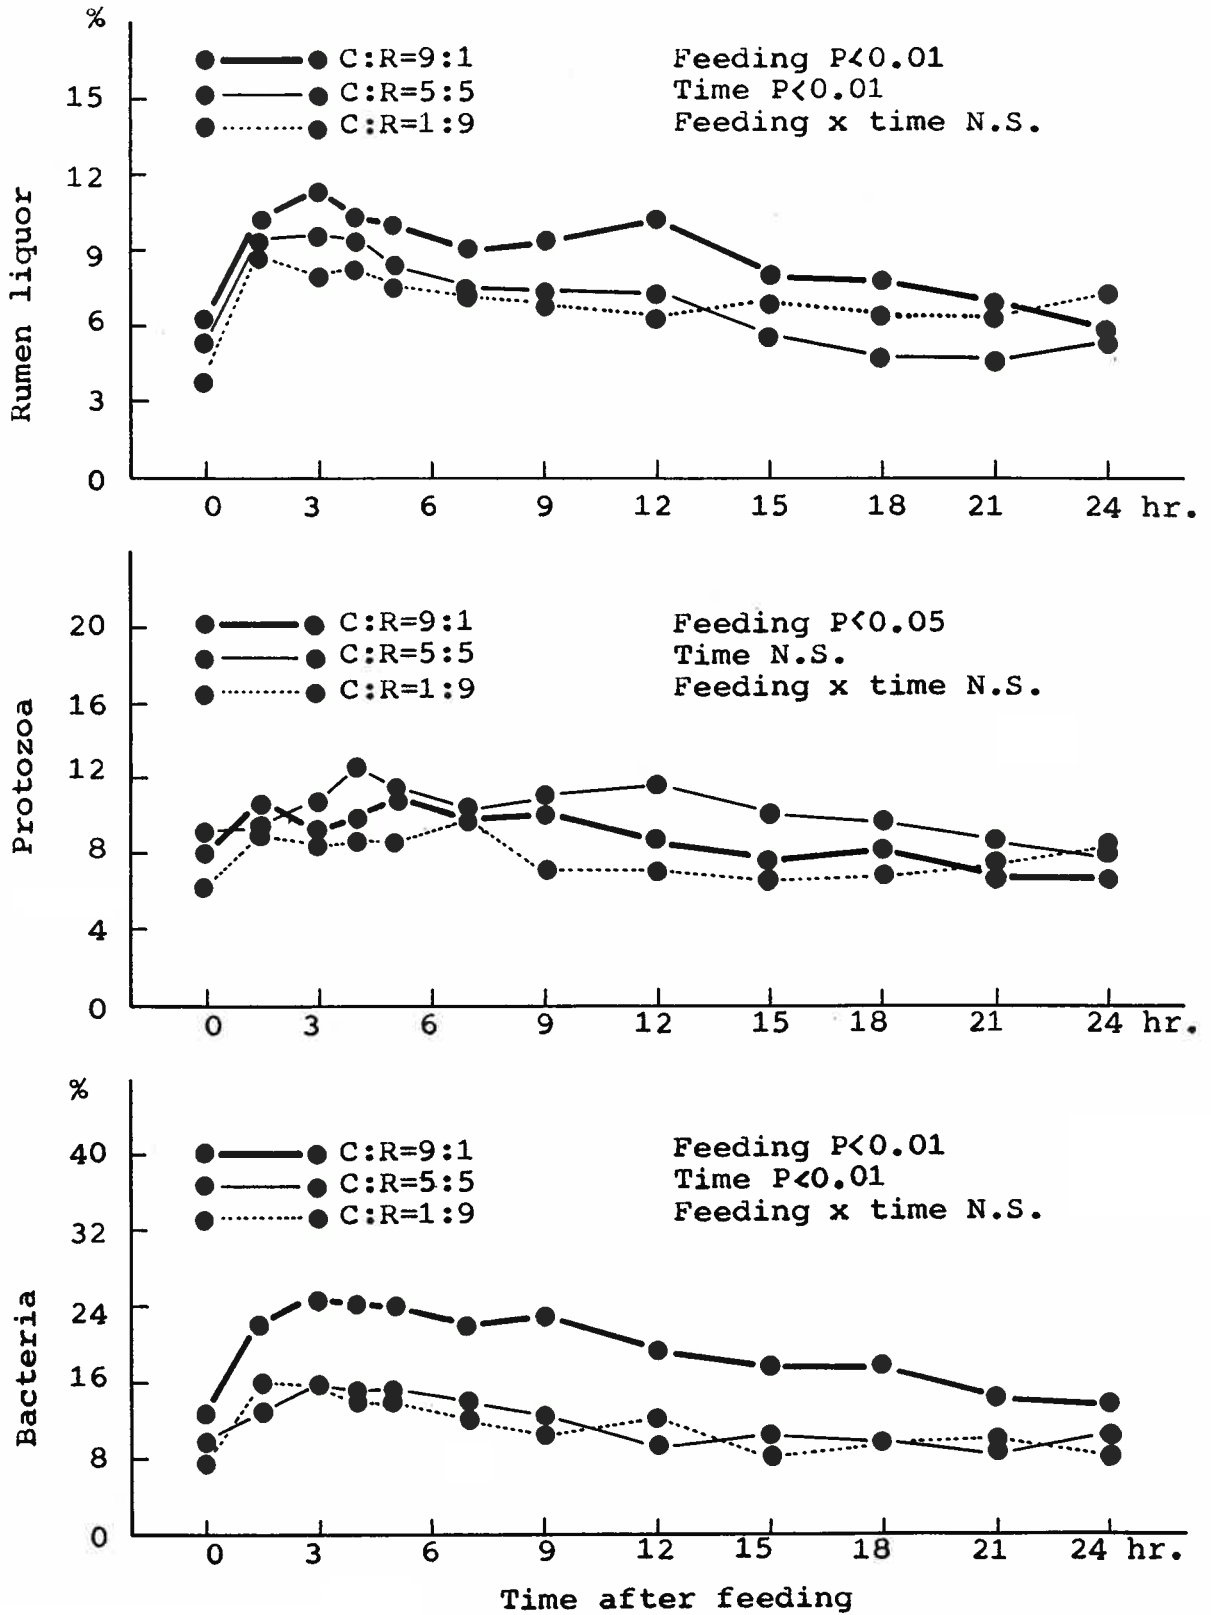 %
C:R=9:1
Feeding P<0.01
C:R=5:5
Time P<0.01
C:R=1:9
Feeding x time N.S.
15
12
9
6
3
0
Rumen liquor
0 3 6 9 12 15 18 21 24 hr.
C:R=9:1
Feeding P<0.05
C:R=5:5
Time N.S.
C:R=1:9
Feeding x time N.S.
20
16
12
8
4
0
Protozoa
0 3 6 9 12 15 18 21 24 hr.
%
C:R=9:1
Feeding P<0.01
C:R=5:5
Time P<0.01
C:R=1:9
Feeding x time N.S.
40
32
24
16
8
0
Bacteria
0 3 6 9 12 15 18 21 24 hr.
Time after feeding